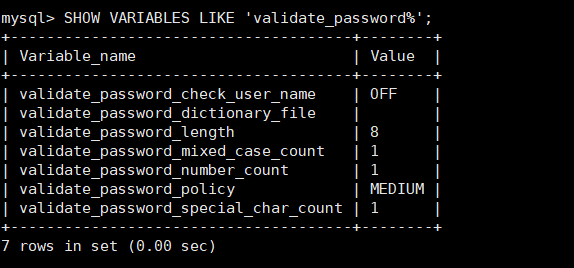 mysql> SHOW VARIABLES LIKE 'validate_password%';
+--------------------------------------+--------+
| Variable_name                        | Value  |
+--------------------------------------+--------+
| validate_password_check_user_name    | OFF    |
| validate_password_dictionary_file    |        |
| validate_password_length             | 8      |
| validate_password_mixed_case_count   | 1      |
| validate_password_number_count       | 1      |
| validate_password_policy             | MEDIUM |
| validate_password_special_char_count | 1      |
+--------------------------------------+--------+
7 rows in set (0.00 sec)